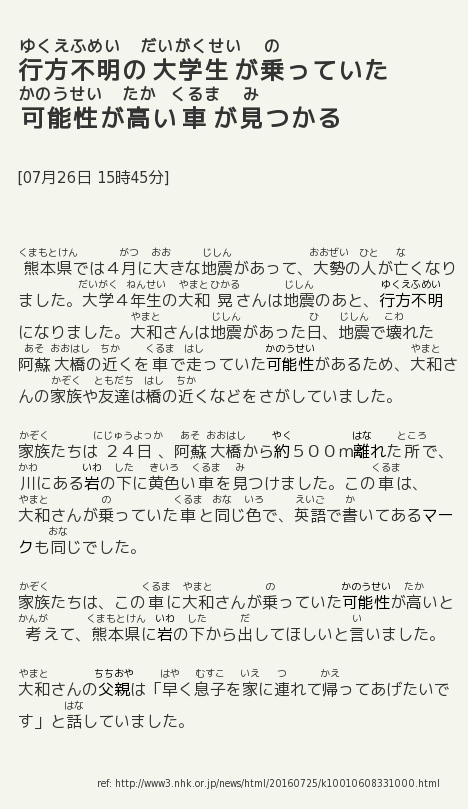 ゆくえふめい だいがくせい の
行方不明の大学生が乗っていた
かのうせい たか くるま み
可能性が高い車が見つかる
[07月26日 15時45分]
くまもとけん がつ おお じしん おおぜい ひと な
熊本県では４月に大きな地震があって、大勢の人が亡くなり
だいがく ねんせい やまと ひかる じしん ゆくえふめい
ました。大学４年生の大和 晃さんは地震のあと、行方不明
やまと じしん ひ じしん こわ
になりました。大和さんは地震があった日、地震で壊れた
あそ おおはし ちか くるま はし かのうせい やまと
阿蘇大橋の近くを車で走っていた可能性があるため、大和さ
かぞく ともだち はし ちか
んの家族や友達は橋の近くなどをさがしていました。
かぞく にじゅうよっか あそ おおはし やく はな ところ
家族たちは２４日、阿蘇大橋から約５００ｍ離れた所で、
かわ いわ した きいろ くるま み くるま
川にある岩の下に黄色い車を見つけました。この車は、
やまと の くるま おな いろ えいご か
大和さんが乗っていた車と同じ色で、英語で書いてあるマー
おな
クも同じでした。
かぞく くるま やまと の かのうせい たか
家族たちは、この車に大和さんが乗っていた可能性が高いと
かんが くまもとけん いわ した だ い
考えて、熊本県に岩の下から出してほしいと言いました。
やまと ちちおや はや むすこ いえ つ かえ
大和さんの父親は「早く息子を家に連れて帰ってあげたいで
はな
す」と話していました。
ref: http://www3.nhk.or.jp/news/html/20160725/k10010608331000.html